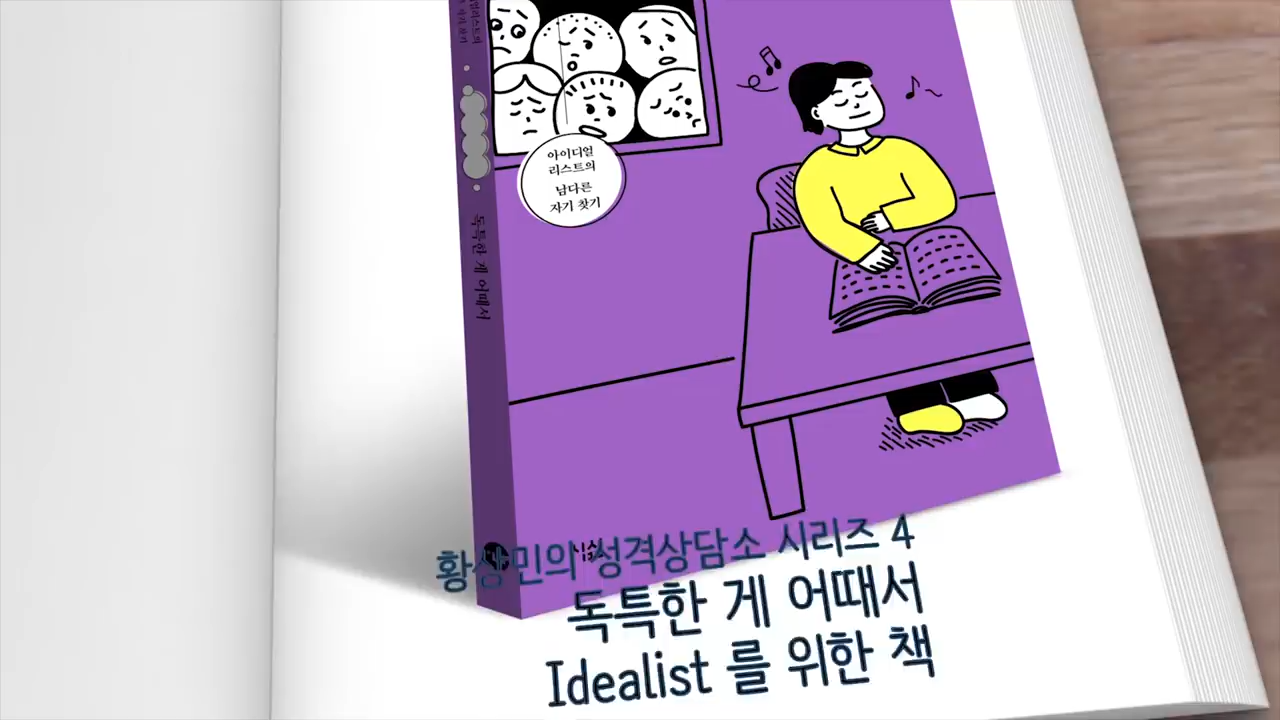 아이디얼
리스트의
남다른
자기 찾기
독특한 게 어때서
황상민의 성격상담소 시리즈 4
독특한 게 어때서
Idealist 를 위한 책